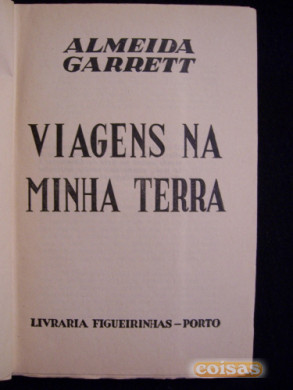 ALMEIDA
GARRETT
VIAGENS NA
MINHA TERRA
LIVRARIA FIGUEIRINHAS – PORTO
coisas